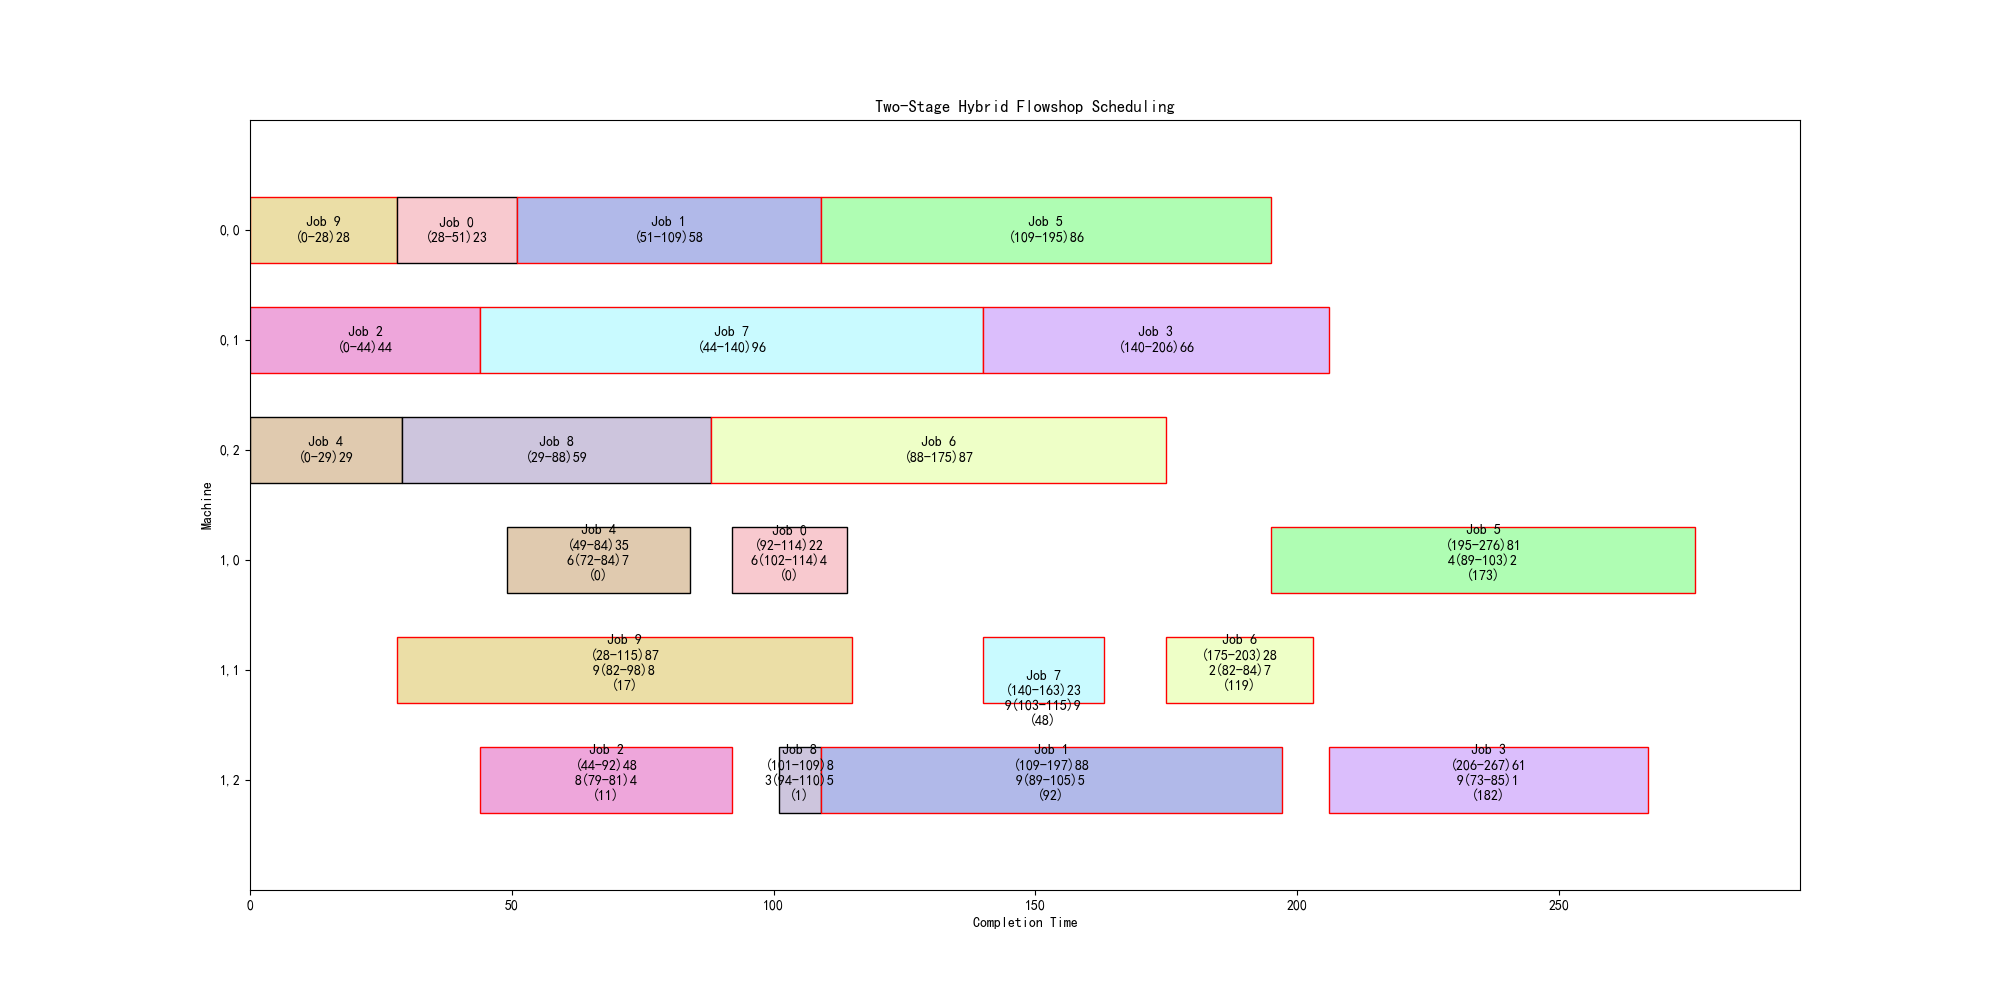 Two-Stage Hybrid Flowshop Scheduling
Machine
0,0
Job 9
(0-28)28
Job 0
(28-51)23
Job 1
(51-109)58
Job 5
(109-195)86
0,1
Job 2
(0-44)44
Job 7
(44-140)96
Job 3
(140-206)66
0,2
Job 4
(0-29)29
Job 8
(29-88)59
Job 6
(88-175)87
1,0
Job 4
(49-84)35
6(72-84)7
(0)
Job 0
(92-114)22
6(102-114)4
(0)
Job 5
(195-276)81
4(89-103)2
(173)
1,1
Job 9
(28-115)87
9(82-98)8
(17)
Job 7
(140-163)23
9(103-115)9
(48)
Job 6
(175-203)28
2(82-84)7
(119)
1,2
Job 2
(44-92)48
8(79-81)4
(11)
Job 8
(101-109)8
3(94-110)5
(1)
Job 1
(109-197)88
9(89-105)5
(92)
Job 3
(206-267)61
9(73-85)1
(182)
0
50
100
150
200
250
Completion Time